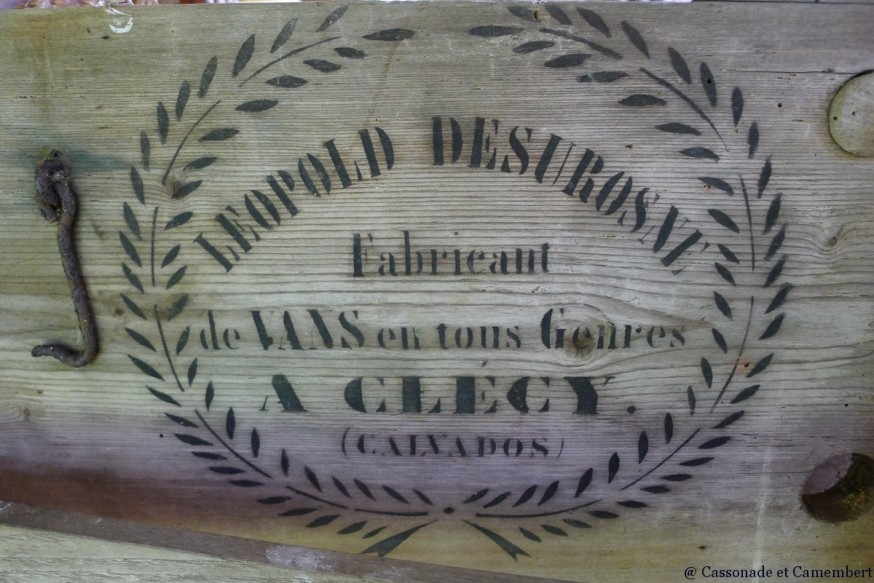 LEOPOLD DESUROSNE
Fabricant
de VANS en tous Genres
A CLÉCY.
(CALVADOS)
@ Cassonade et Camembert